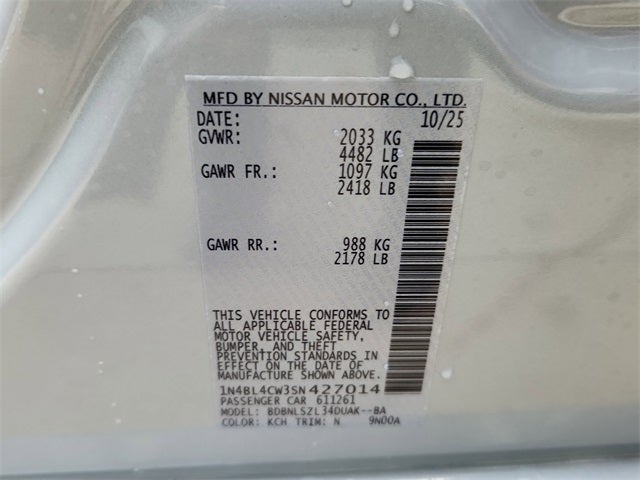 MFD BY NISSAN MOTOR CO., LTD.
DATE: 10/25
GVWR: 2033 KG
4482 LB
GAWR FR.: 1097 KG
2418 LB
GAWR RR.: 988 KG
2178 LB
THIS VEHICLE CONFORMS TO
ALL APPLICABLE FEDERAL
MOTOR VEHICLE SAFETY,
BUMPER, AND THEFT
PREVENTION STANDARDS IN
EFFECT ON THE DATE OF
MANUFACTURE SHOWN ABOVE.
1N4BL4CW3SN427014
PASSENGER CAR 611261
MODEL: BDBNLSZL34DUAK--BA
COLOR: KCH TRIM: N 9N00A